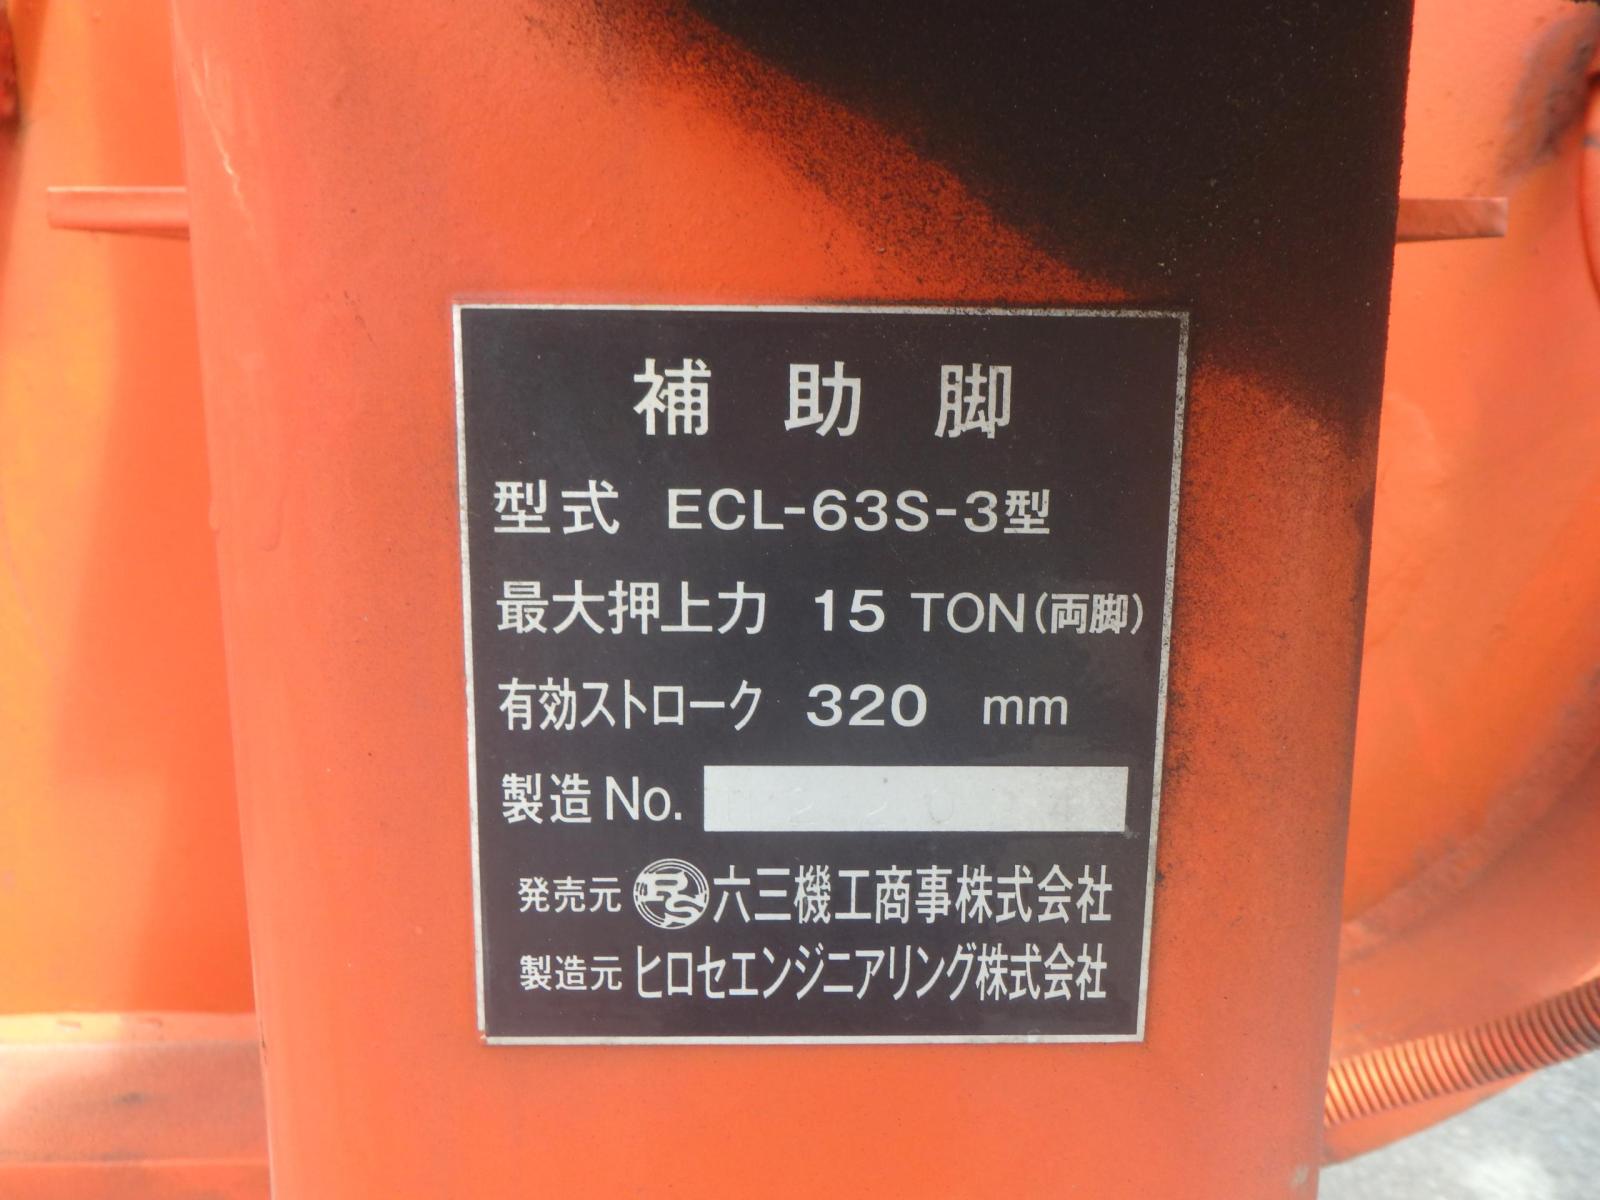 補助脚
型式 ECL-63S-3型
最大押上力 15 TON(両脚)
有効ストローク 320 mm
製造No.
発売元 RS 六三機工商事株式会社
製造元 ヒロセエンジニアリング株式会社